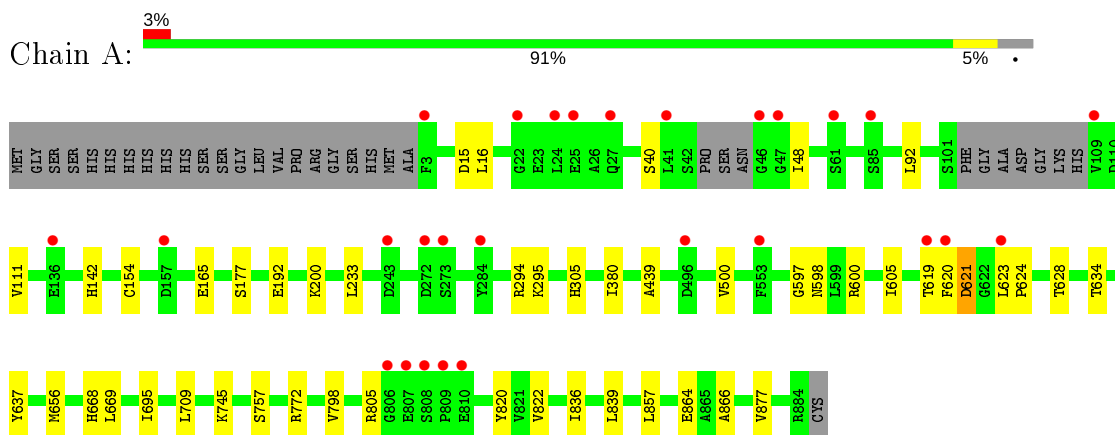 3%
Chain A:
91% 5% •
MET GLY SER SER HIS HIS HIS HIS HIS HIS SER SER GLY LEU VAL PRO ARG GLY SER HIS MET ALA F3 D15 L16 G22 E23 L24 E25 A26 Q27 S40 L41 S42 PRO SER ASN G46 G47 I48 S61 S85 L92 S101 PHE GLY ALA ASP GLY LYS HIS V109 D110
V111 E136 H142 C154 D157 E165 S177 E192 K200 L233 D243 D272 S273 Y284 R294 K295 H305 I380 A439 D496 V500 F553 G597 N598 L599 R600 I605 T619 F620 D621 G622 L623 P624 T628 T634
Y637 M656 H668 L669 I695 L709 K745 S757 R772 V798 R805 G806 E807 S808 P809 E810 Y820 V821 V822 I836 L839 L857 E864 A865 A866 V877 R884 CYS